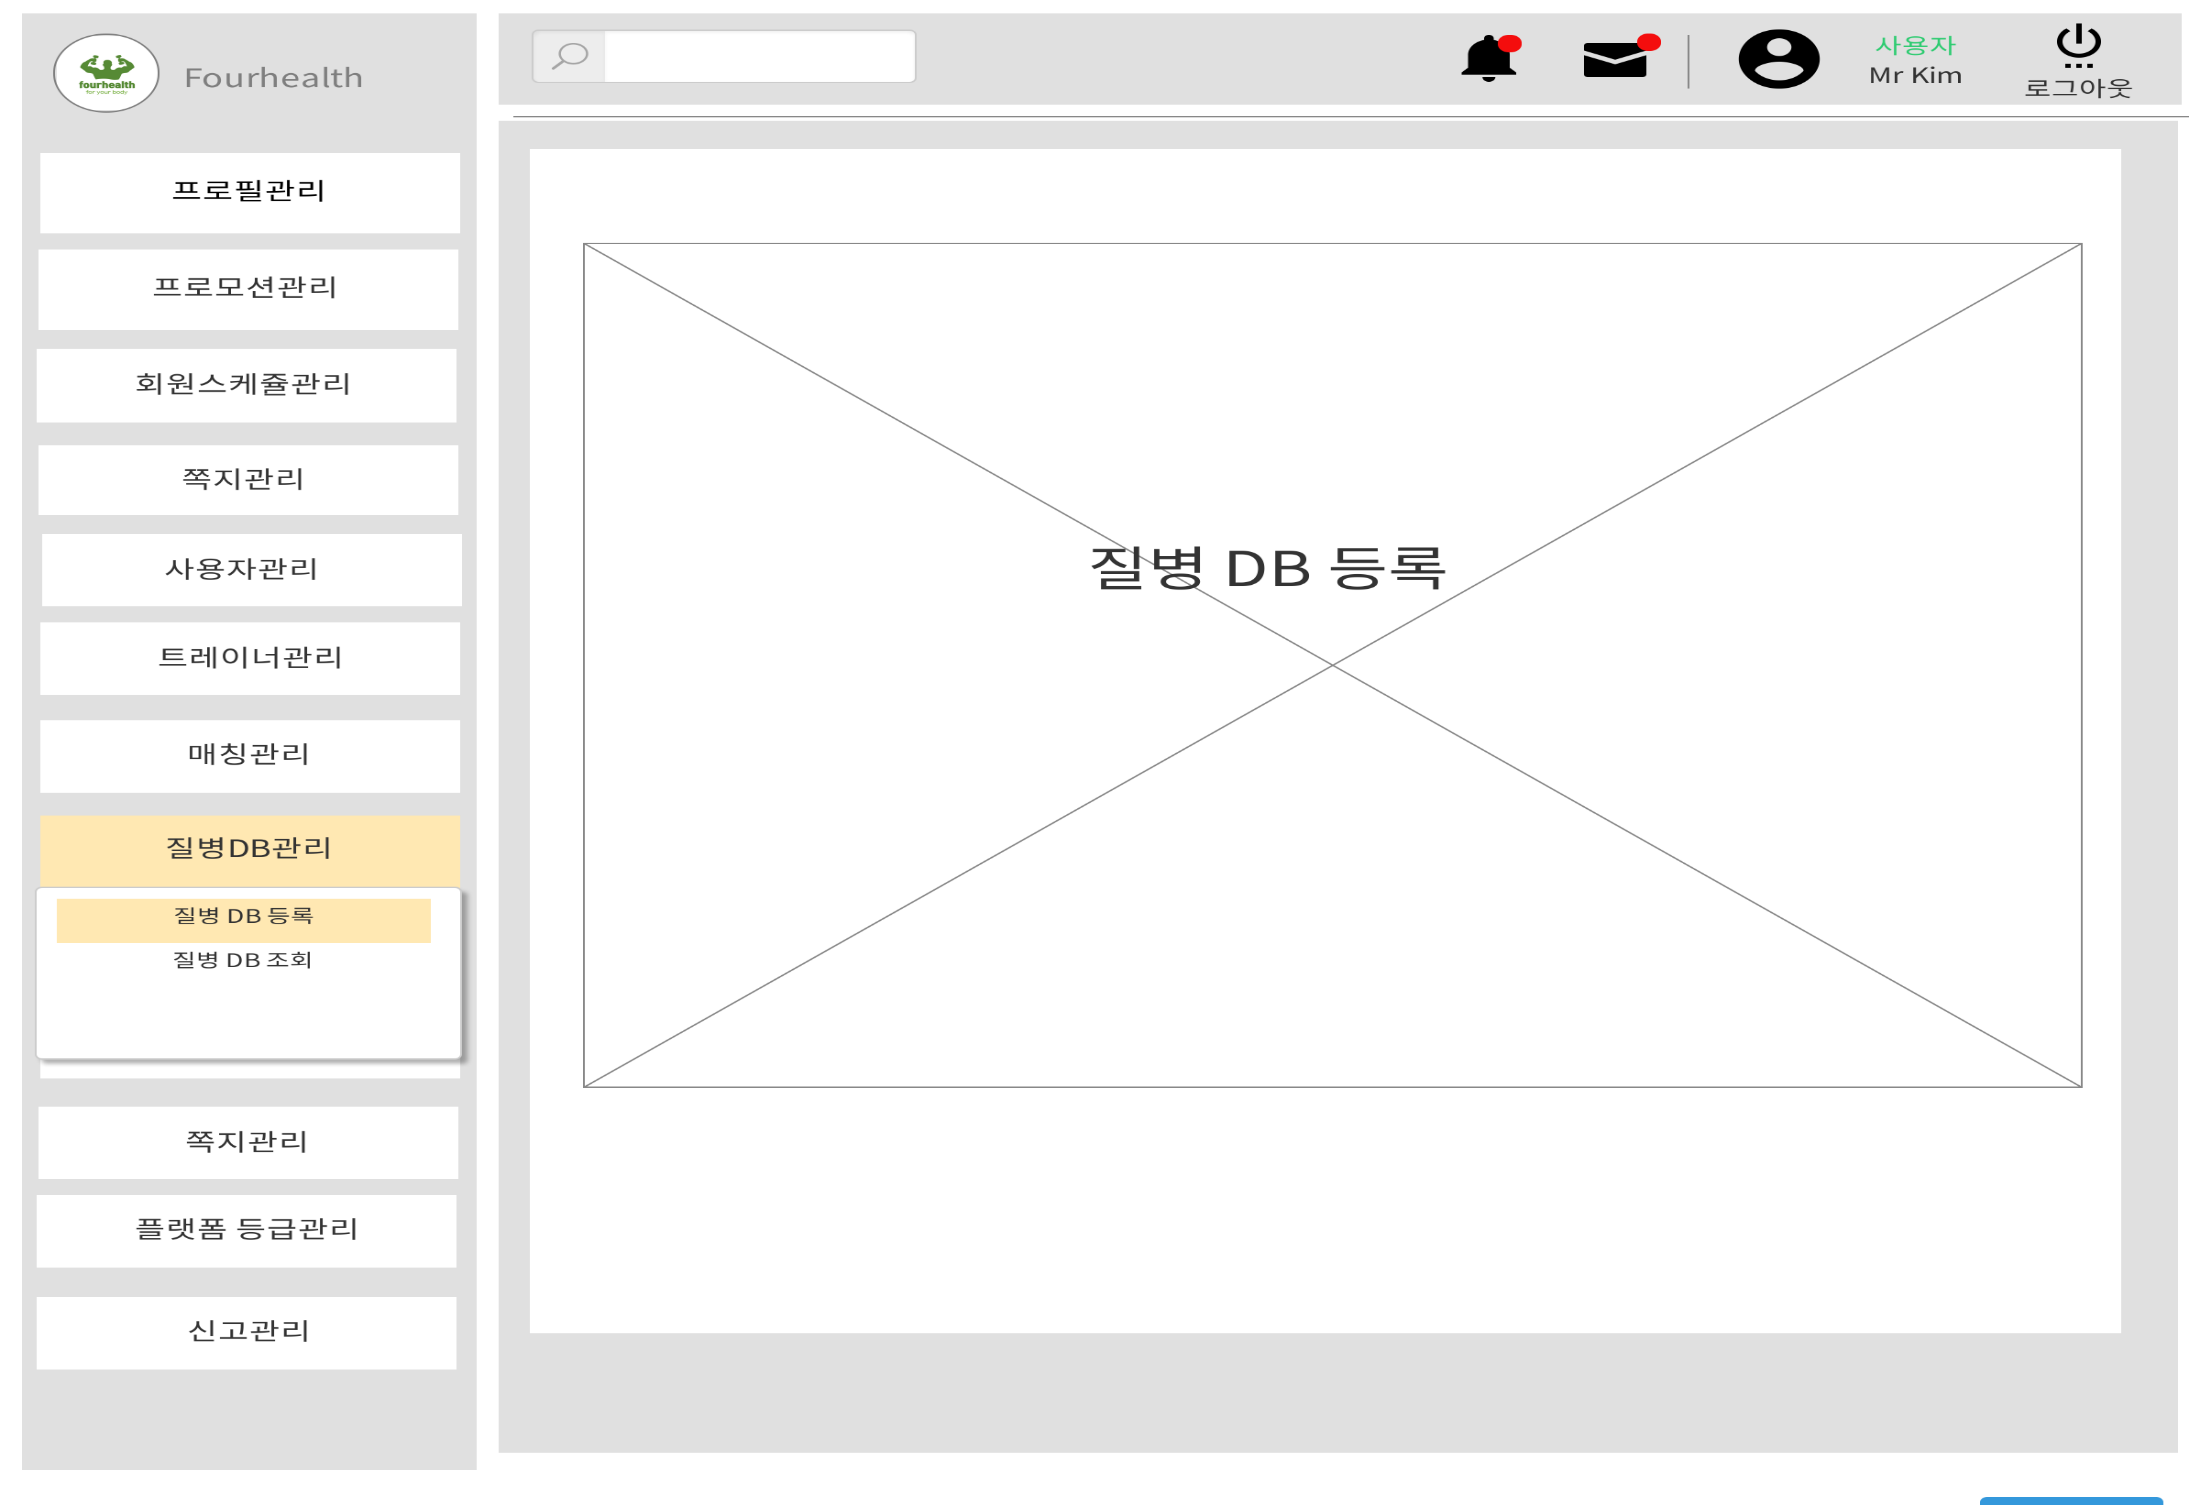 fourhealth
for your body
Fourhealth
사용자
Mr Kim
로그아웃
프로필관리
프로모션관리
회원스케쥴관리
쪽지관리
사용자관리
트레이너관리
매칭관리
질병DB관리
질병 DB 등록
질병 DB 조회
쪽지관리
플랫폼 등급관리
신고관리
질병 DB 등록